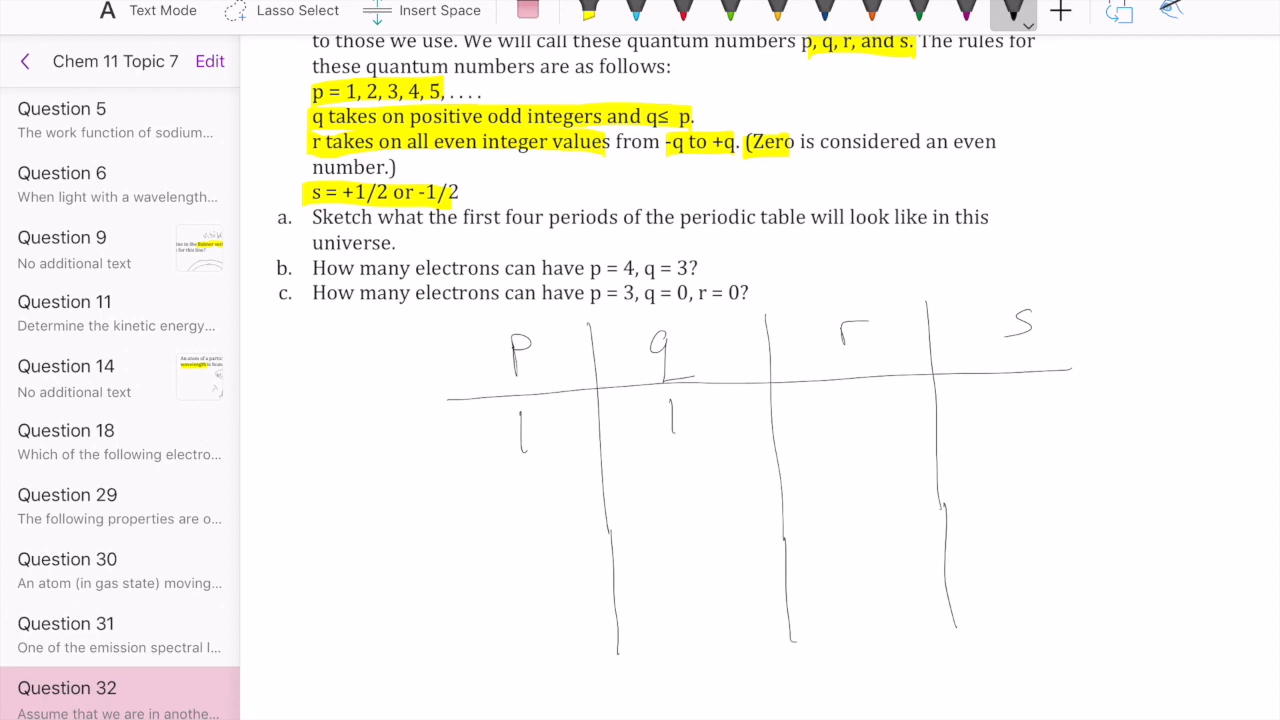 Text Mode
Lasso Select
Insert Space
Chem 11 Topic 7
Edit
Question 5
The work function of sodium...
Question 6
When light with a wavelength...
Question 9
No additional text
Question 11
Determine the kinetic energy...
Question 14
No additional text
Question 18
Which of the following electro...
Question 29
The following properties are o...
Question 30
An atom (in gas state) moving...
Question 31
One of the emission spectral l...
Question 32
Assume that we are in anothe...
to those we use. We will call these quantum numbers p, q, r, and s. The rules for
these quantum numbers are as follows:
p = 1, 2, 3, 4, 5, . . . .
q takes on positive odd integers and q≤ p.
r takes on all even integer values from -q to +q. (Zero is considered an even
number.)
s = +1/2 or -1/2
a. Sketch what the first four periods of the periodic table will look like in this
universe.
b. How many electrons can have p = 4, q = 3?
c. How many electrons can have p = 3, q = 0, r = 0?
p q r s
1 1